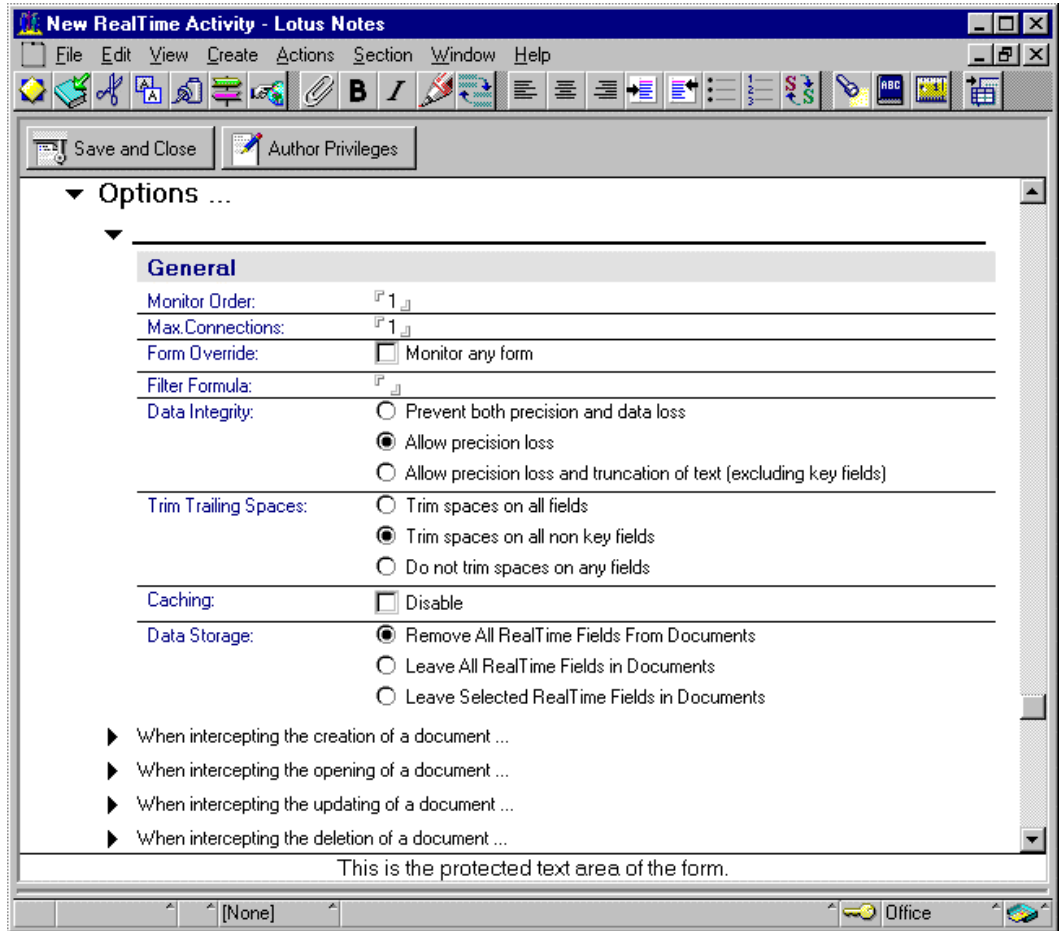 New RealTime Activity - Lotus Notes
File Edit View Create Actions Section Window Help
Save and Close Author Privileges
Options ...
General
Monitor Order: 1
Max.Connections: 1
Form Override: Monitor any form
Filter Formula:
Data Integrity: Prevent both precision and data loss
Allow precision loss
Allow precision loss and truncation of text (excluding key fields)
Trim Trailing Spaces: Trim spaces on all fields
Trim spaces on all non key fields
Do not trim spaces on any fields
Caching: Disable
Data Storage: Remove All RealTime Fields From Documents
Leave All RealTime Fields in Documents
Leave Selected RealTime Fields in Documents
When intercepting the creation of a document ...
When intercepting the opening of a document ...
When intercepting the updating of a document ...
When intercepting the deletion of a document ...
This is the protected text area of the form.
[None] Office